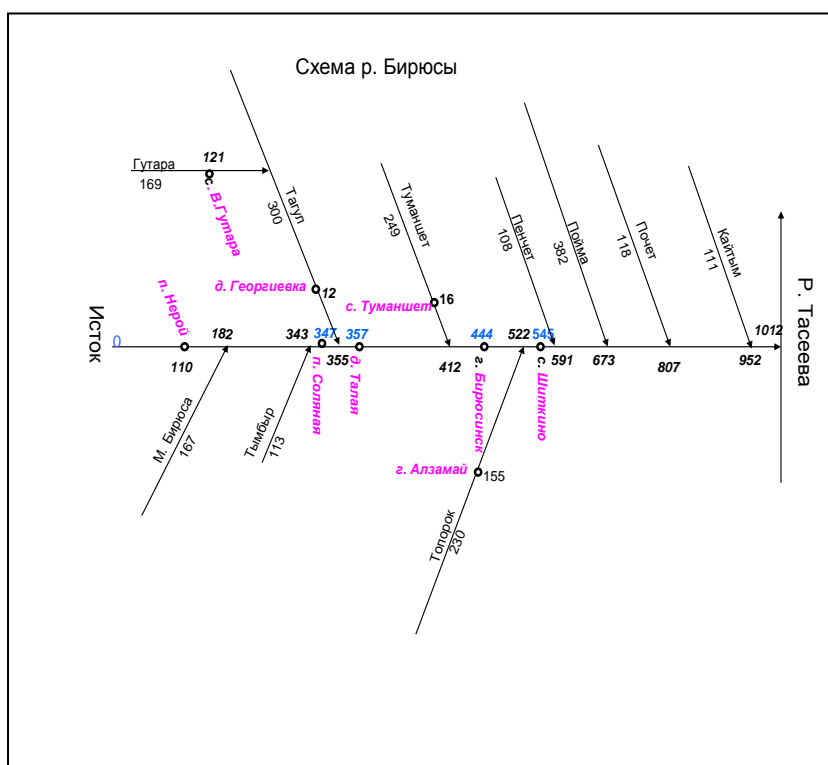 Схема р. Бирюсы
Гутара
169
121
с. В.Гутара
Тагул
300
д. Георгиевка
12
Туманшет
249
с. Туманшет
16
Пенчет
108
Пойма
382
Почет
118
Кайтым
111
Р. Тасеева
Исток
0
п. Нерой
110
182
М. Бирюса
167
343
Тымбыр
113
347
п. Соляная
355
357
д. Талая
412
444
г. Бирюсинск
522
545
с. Шиткино
591
673
807
952
1012
г. Алзамай
155
Топорок
230